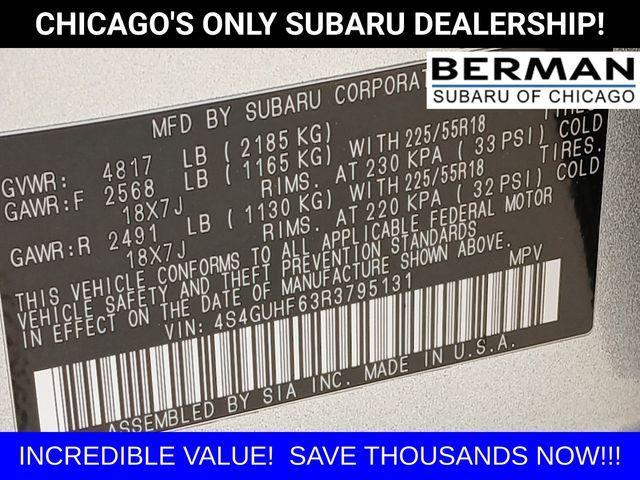 CHICAGO'S ONLY SUBARU DEALERSHIP!
BERMAN
SUBARU OF CHICAGO
MFD BY SUBARU CORPORAT
GVWR: 4817 LB (2185 KG)
GAWR:F 2568 LB (1165 KG) WITH 225/55R18 TIRES.
18X7J RIMS. AT 230 KPA (33 PSI) COLD
GAWR:R 2491 LB (1130 KG) WITH 225/55R18 TIRES.
18X7J RIMS. AT 220 KPA (32 PSI) COLD
THIS VEHICLE CONFORMS TO ALL APPLICABLE FEDERAL MOTOR
VEHICLE SAFETY AND THEFT PREVENTION STANDARDS
IN EFFECT ON THE DATE OF MANUFACTURE SHOWN ABOVE.
VIN: 4S4GUHF63R3795131 MPV
ASSEMBLED BY SIA INC. MADE IN U.S.A.
INCREDIBLE VALUE! SAVE THOUSANDS NOW!!!